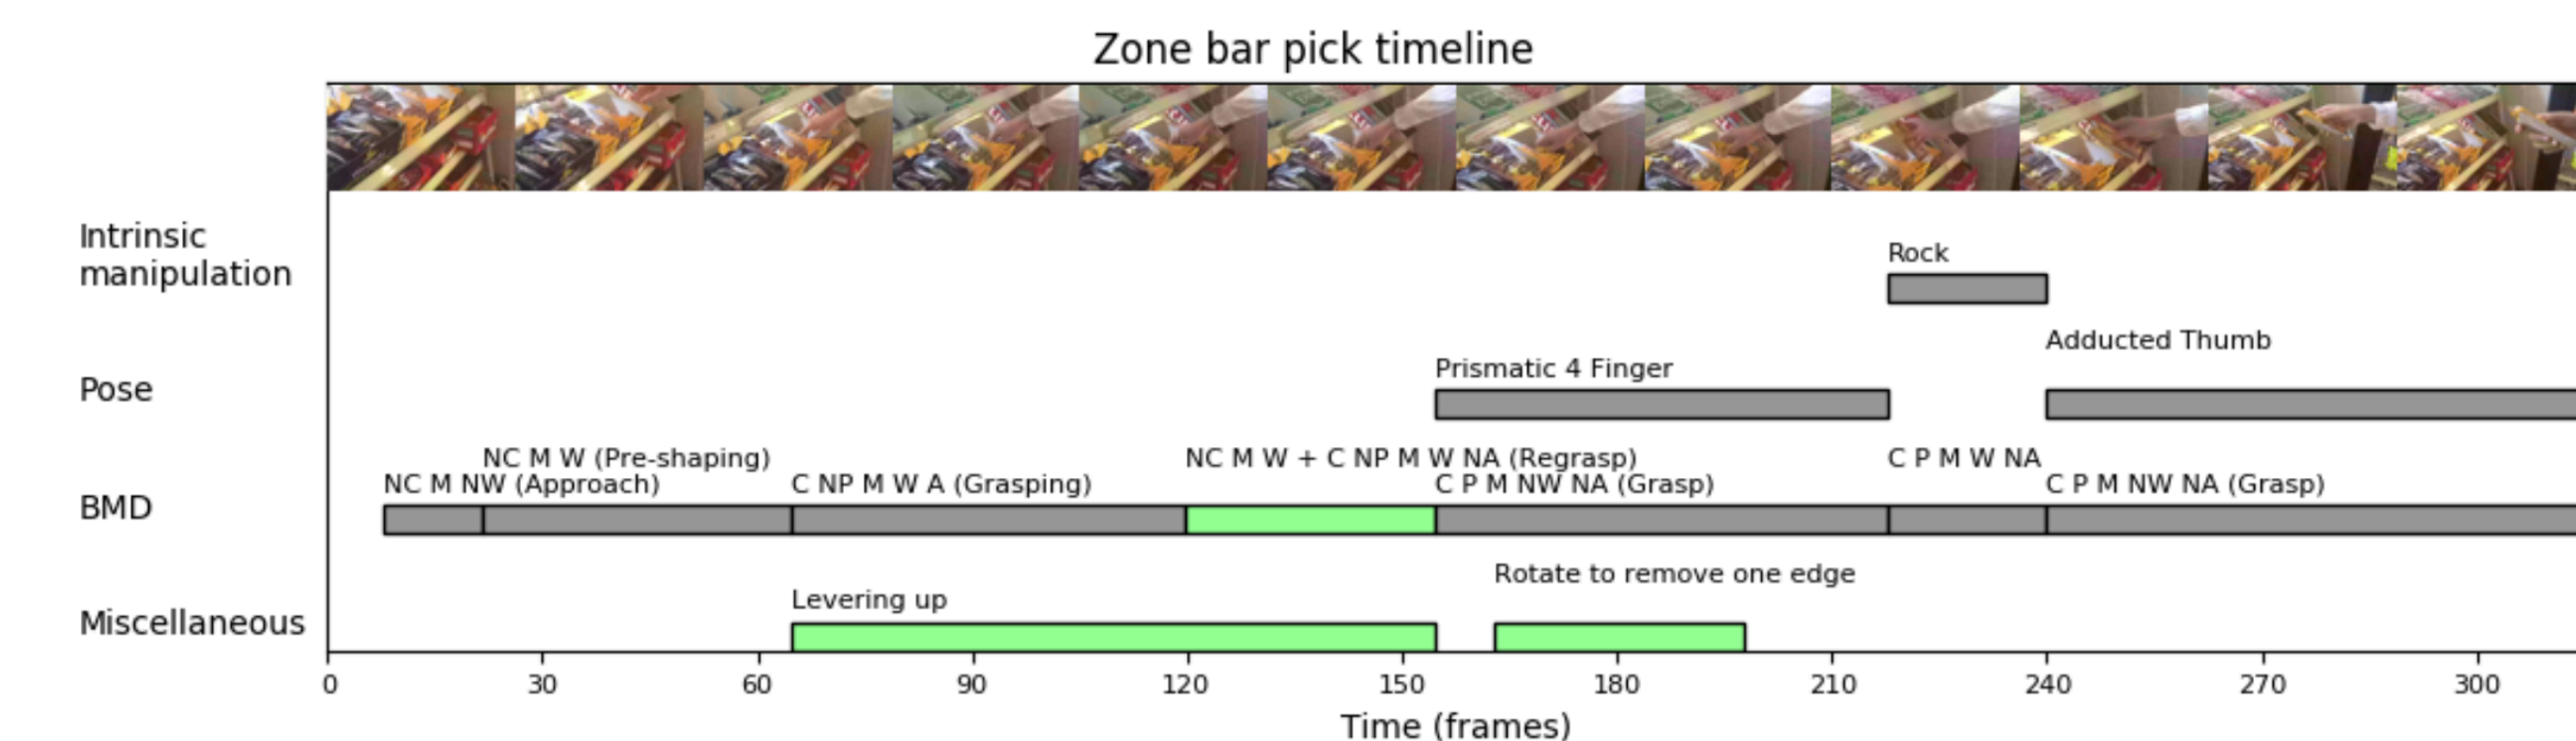 Zone bar pick timeline
Intrinsic
manipulation
Rock
Adducted Thumb
Pose
Prismatic 4 Finger
NC M W (Pre-shaping)
NC M W + C NP M W NA (Regrasp)
C P M W NA
NC M NW (Approach)
C NP M W A (Grasping)
C P M NW NA (Grasp)
C P M NW NA (Grasp)
BMD
Rotate to remove one edge
Levering up
Miscellaneous
0 30 60 90 120 150 180 210 240 270 300
Time (frames)